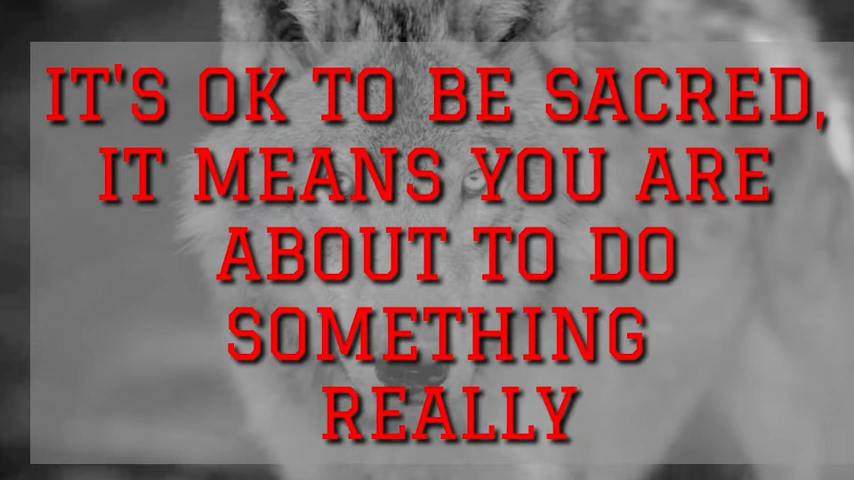 IT'S OK TO BE SACRED,
IT MEANS YOU ARE
ABOUT TO DO
SOMETHING
REALLY